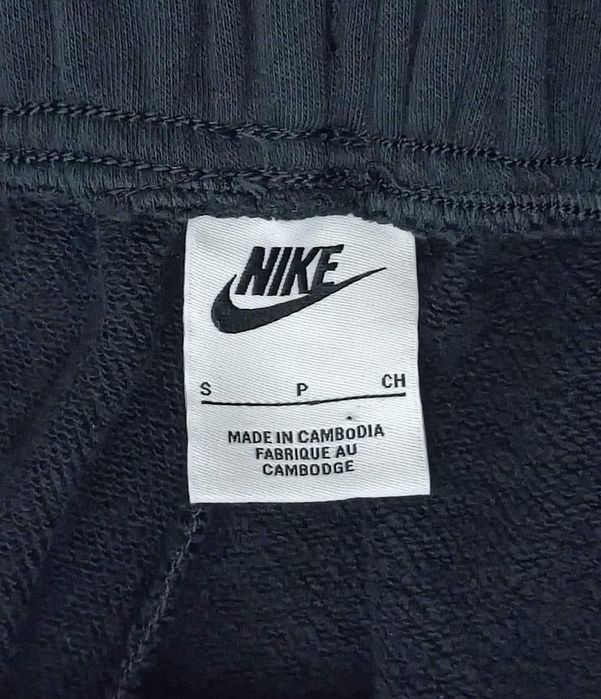 NIKE
S P CH
MADE IN CAMBODIA
FABRIQUE AU
CAMBODGE